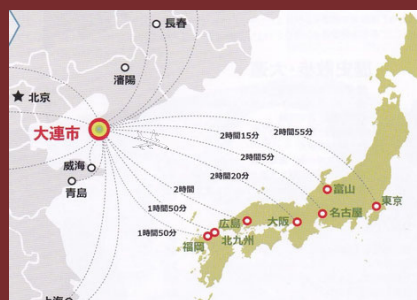 長春
瀋陽
★北京
大連市
威海
青島
上海
2時間15分
2時間55分
2時間5分
2時間20分
2時間
1時間50分
1時間50分
富山
東京
名古屋
大阪
広島
北九州
福岡